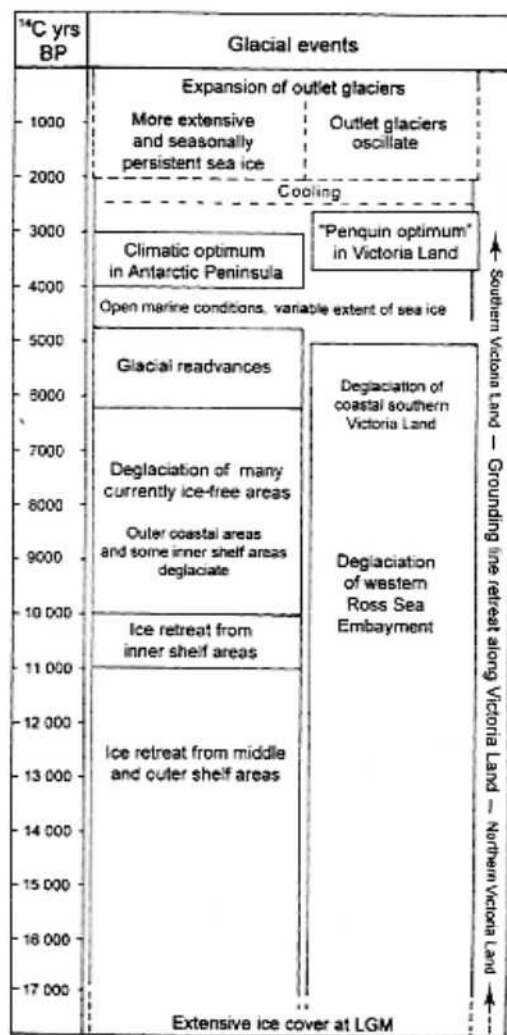 ¹⁴C yrs
BP
Glacial events
Expansion of outlet glaciers
1000
More extensive
and seasonally
persistent sea ice
Outlet glaciers
oscillate
2000
Cooling
3000
Climatic optimum
in Antarctic Peninsula
"Penquin optimum"
in Victoria Land
4000
Open marine conditions, variable extent of sea ice
5000
Glacial readvances
6000
Deglaciation of
coastal southern
Victoria Land
7000
Deglaciation of many
currently ice-free areas
8000
Outer coastal areas
and some inner shelf areas
deglaciate
9000
Deglaciation
of western
Ross Sea
Embayment
10 000
Ice retreat from
inner shelf areas
11 000
12 000
Ice retreat from middle
and outer shelf areas
13 000
14 000
15 000
16 000
17 000
Extensive ice cover at LGM
Northern Victoria Land — Grounding line retreat along Victoria Land — Southern Victoria Land